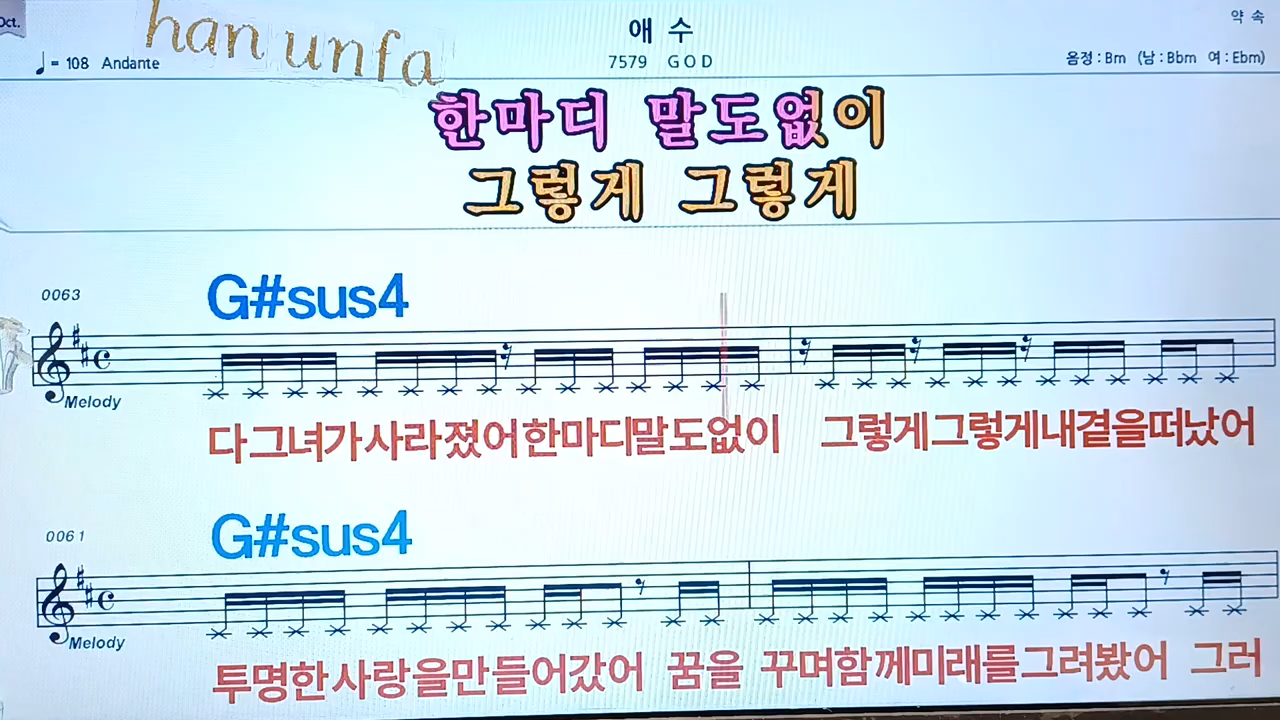 Oct.
han unfa
애 수
약 속
♩= 108 Andante
7579 GOD
음정 : Bm (남 : Bbm 여 : Ebm)
한마디 말도없이
그렇게 그렇게
0063
G#sus4
Melody
다그녀가사라졌어한마디말도없이 그렇게그렇게내곁을떠났어
0061
G#sus4
Melody
투명한사랑을만들어갔어 꿈을 꾸며함께미래를그려봤어 그러